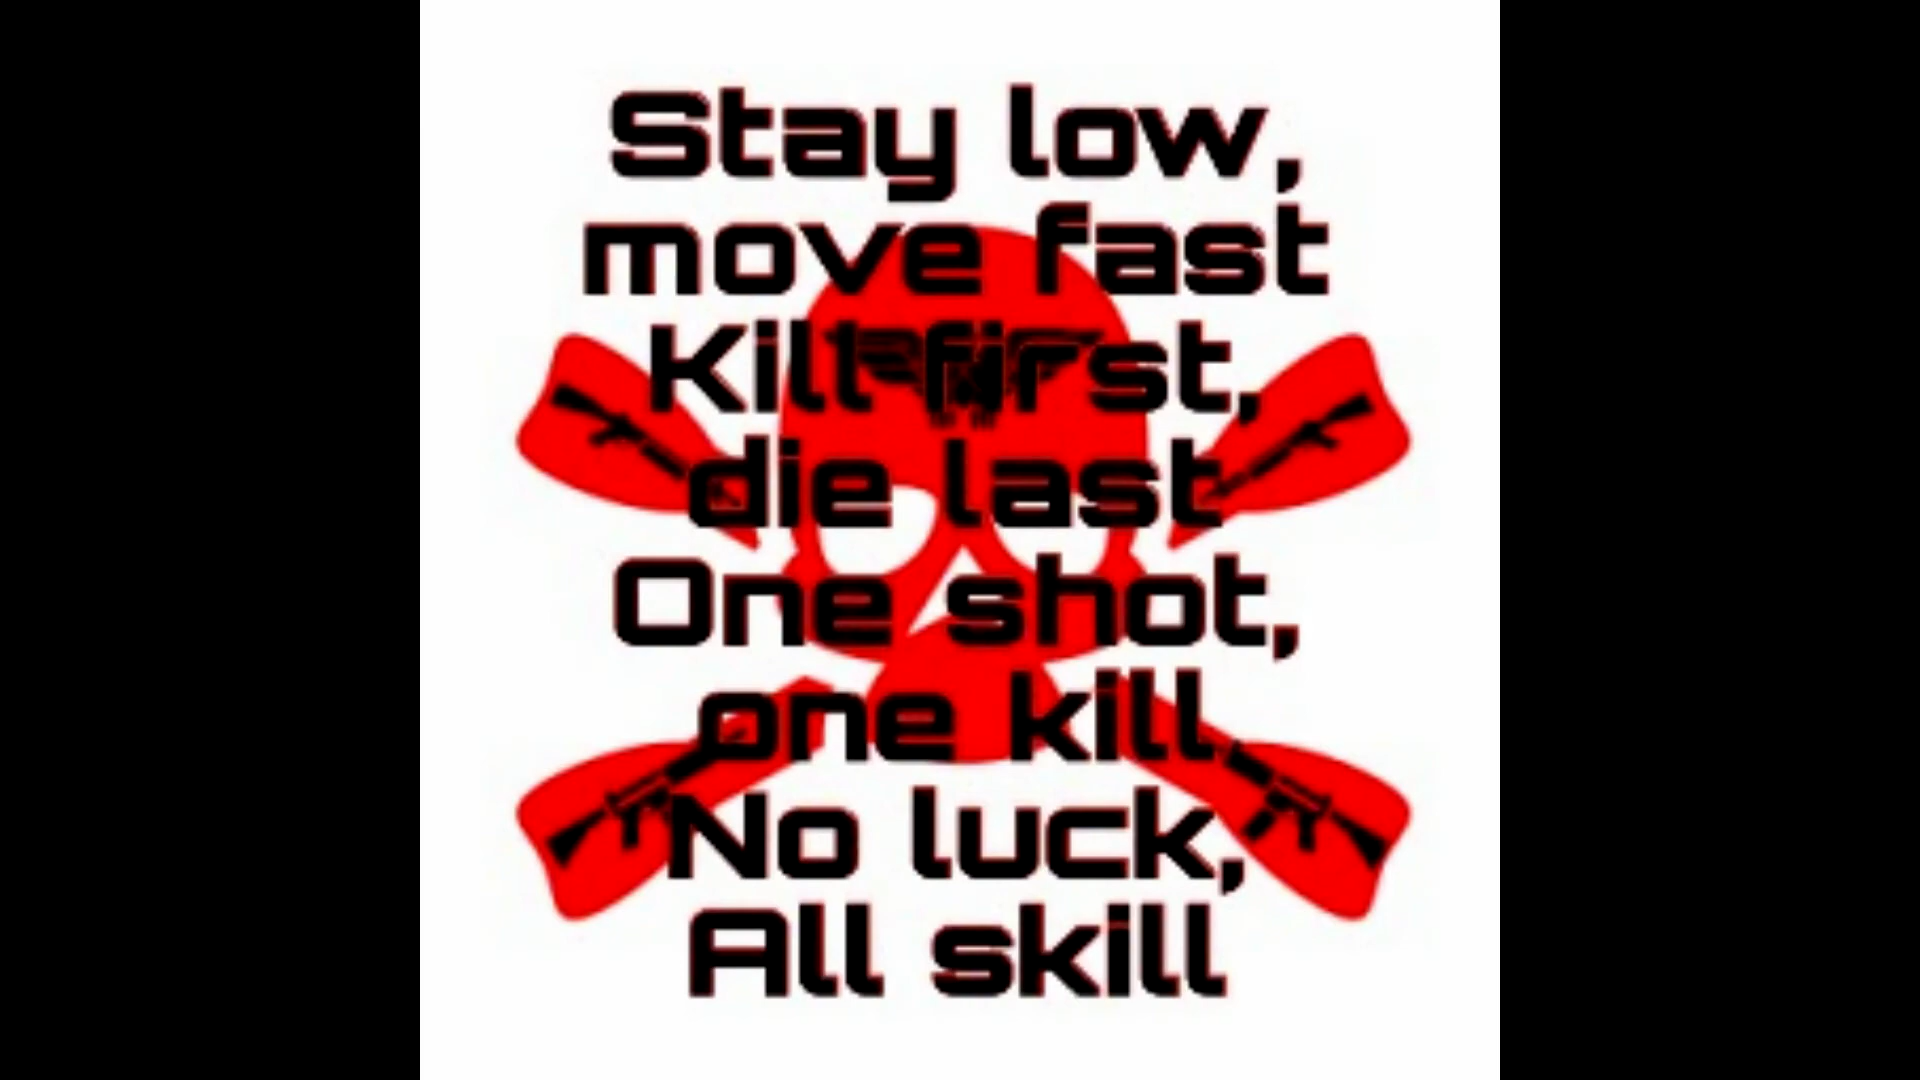 Stay low,
move fast
Kill first,
die last
One shot,
one kill
No luck,
All skill